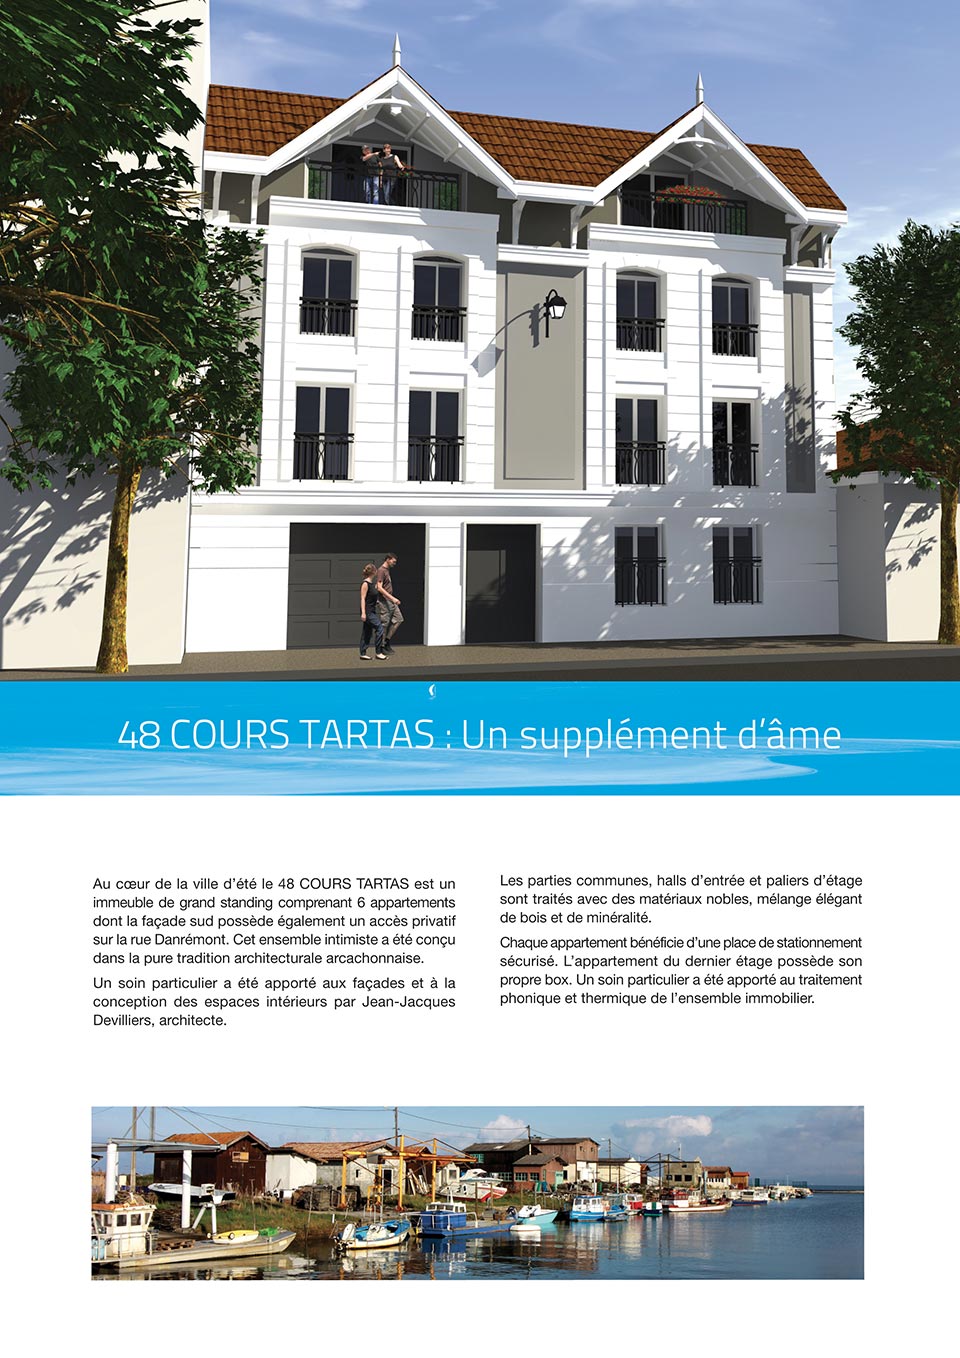 48 COURS TARTAS : Un supplément d'âme
Au cœur de la ville d'été le 48 COURS TARTAS est un
immeuble de grand standing comprenant 6 appartements
dont la façade sud possède également un accès privatif
sur la rue Danrémont. Cet ensemble intimiste a été conçu
dans la pure tradition architecturale arcachonnaise.
Un soin particulier a été apporté aux façades et à la
conception des espaces intérieurs par Jean-Jacques
Devilliers, architecte.
Les parties communes, halls d'entrée et paliers d'étage
sont traités avec des matériaux nobles, mélange élégant
de bois et de minéralité.
Chaque appartement bénéficie d'une place de stationnement
sécurisé. L'appartement du dernier étage possède son
propre box. Un soin particulier a été apporté au traitement
phonique et thermique de l'ensemble immobilier.